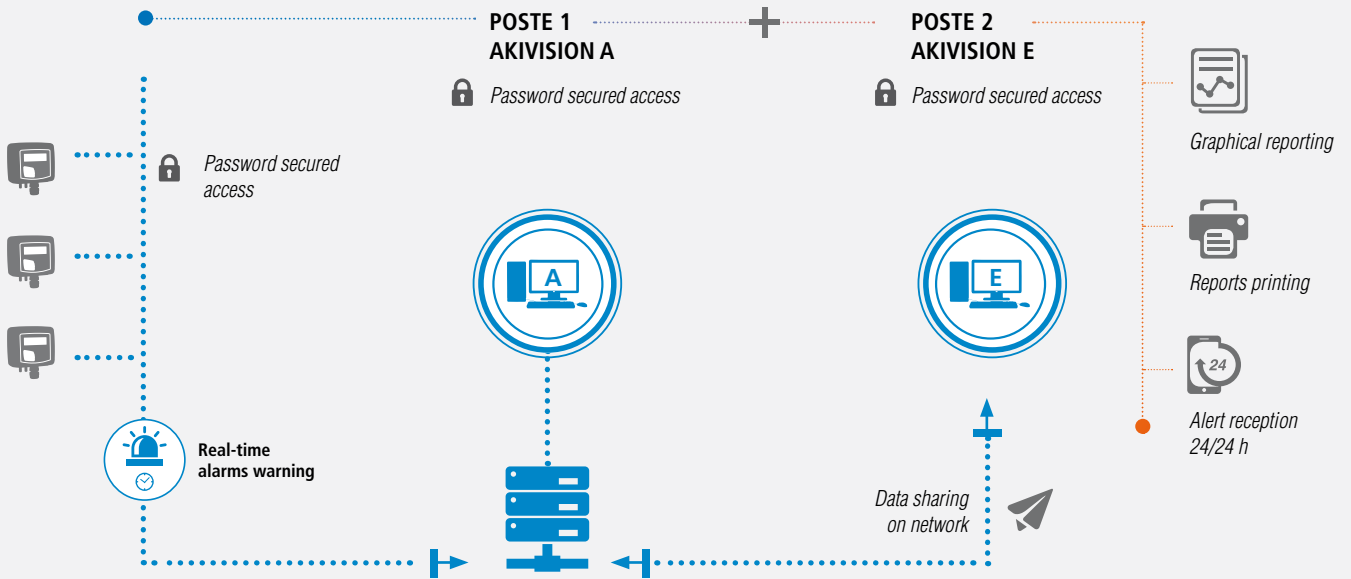 POSTE 1
AKIVISION A
Password secured access
POSTE 2
AKIVISION E
Password secured access
Graphical reporting
Password secured
access
A
E
Reports printing
24
Alert reception
24/24 h
Real-time
alarms warning
Data sharing
on network